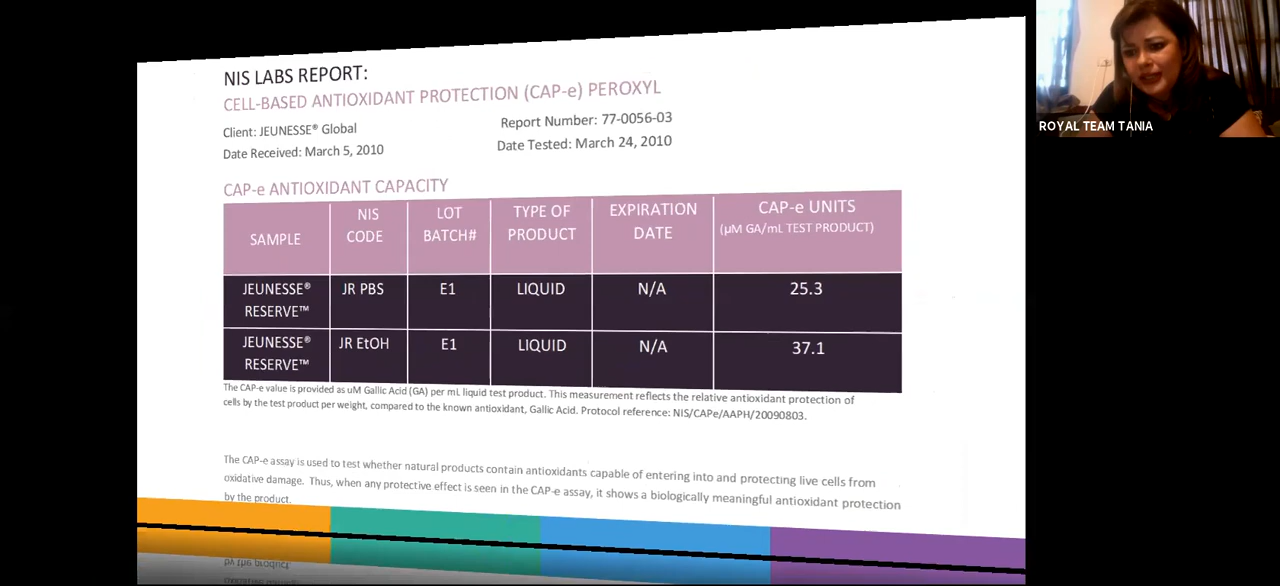 NIS LABS REPORT:
CELL-BASED ANTIOXIDANT PROTECTION (CAP-e) PEROXYL
Client: JEUNESSE® Global
Report Number: 77-0056-03
Date Received: March 5, 2010
Date Tested: March 24, 2010
CAP-e ANTIOXIDANT CAPACITY
SAMPLE NIS CODE LOT BATCH# TYPE OF PRODUCT EXPIRATION DATE CAP-e UNITS (µM GA/mL TEST PRODUCT)
JEUNESSE® RESERVE™ JR PBS E1 LIQUID N/A 25.3
JEUNESSE® RESERVE™ JR EtOH E1 LIQUID N/A 37.1
The CAP-e value is provided as uM Gallic Acid (GA) per mL liquid test product. This measurement reflects the relative antioxidant protection of
cells by the test product per weight, compared to the known antioxidant, Gallic Acid. Protocol reference: NIS/CAPe/AAPH/20090803.
The CAP-e assay is used to test whether natural products contain antioxidants capable of entering into and protecting live cells from
oxidative damage. Thus, when any protective effect is seen in the CAP-e assay, it shows a biologically meaningful antioxidant protection
by the product.
ROYAL TEAM TANIA